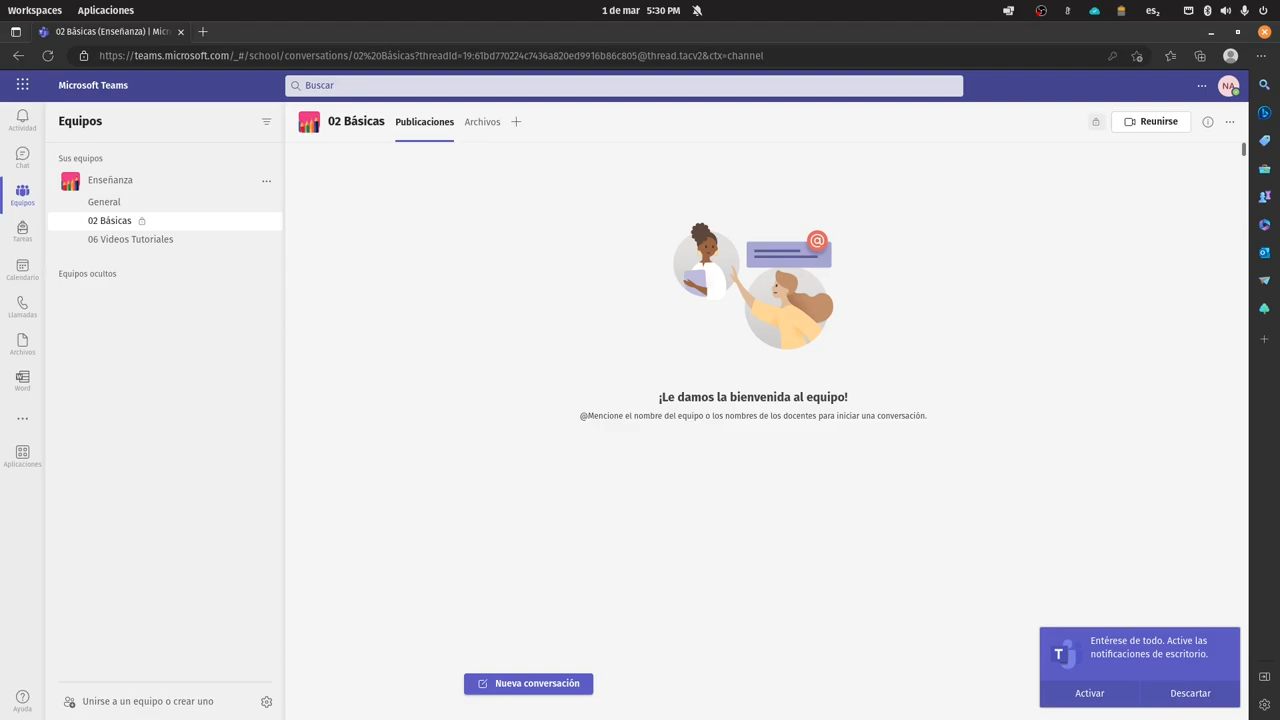 Workspaces Aplicaciones 1 de mar 5:30 PM es₂
02 Básicas (Enseñanza) | Micr
https://teams.microsoft.com/_#/school/conversations/02%20Básicas?threadId=19:61bd770224c7436a820ed9916b86c805@thread.tacv2&ctx=channel
Microsoft Teams
Buscar
NA
Actividad
Chat
Equipos
Tareas
Calendario
Llamadas
Archivos
Word
Aplicaciones
Ayuda
Equipos
Sus equipos
Enseñanza
General
02 Básicas
06 Videos Tutoriales
Equipos ocultos
Unirse a un equipo o crear uno
02 Básicas Publicaciones Archivos
Reunirse
@
¡Le damos la bienvenida al equipo!
@Mencione el nombre del equipo o los nombres de los docentes para iniciar una conversación.
Nueva conversación
T
Entérese de todo. Active las
notificaciones de escritorio.
Activar Descartar